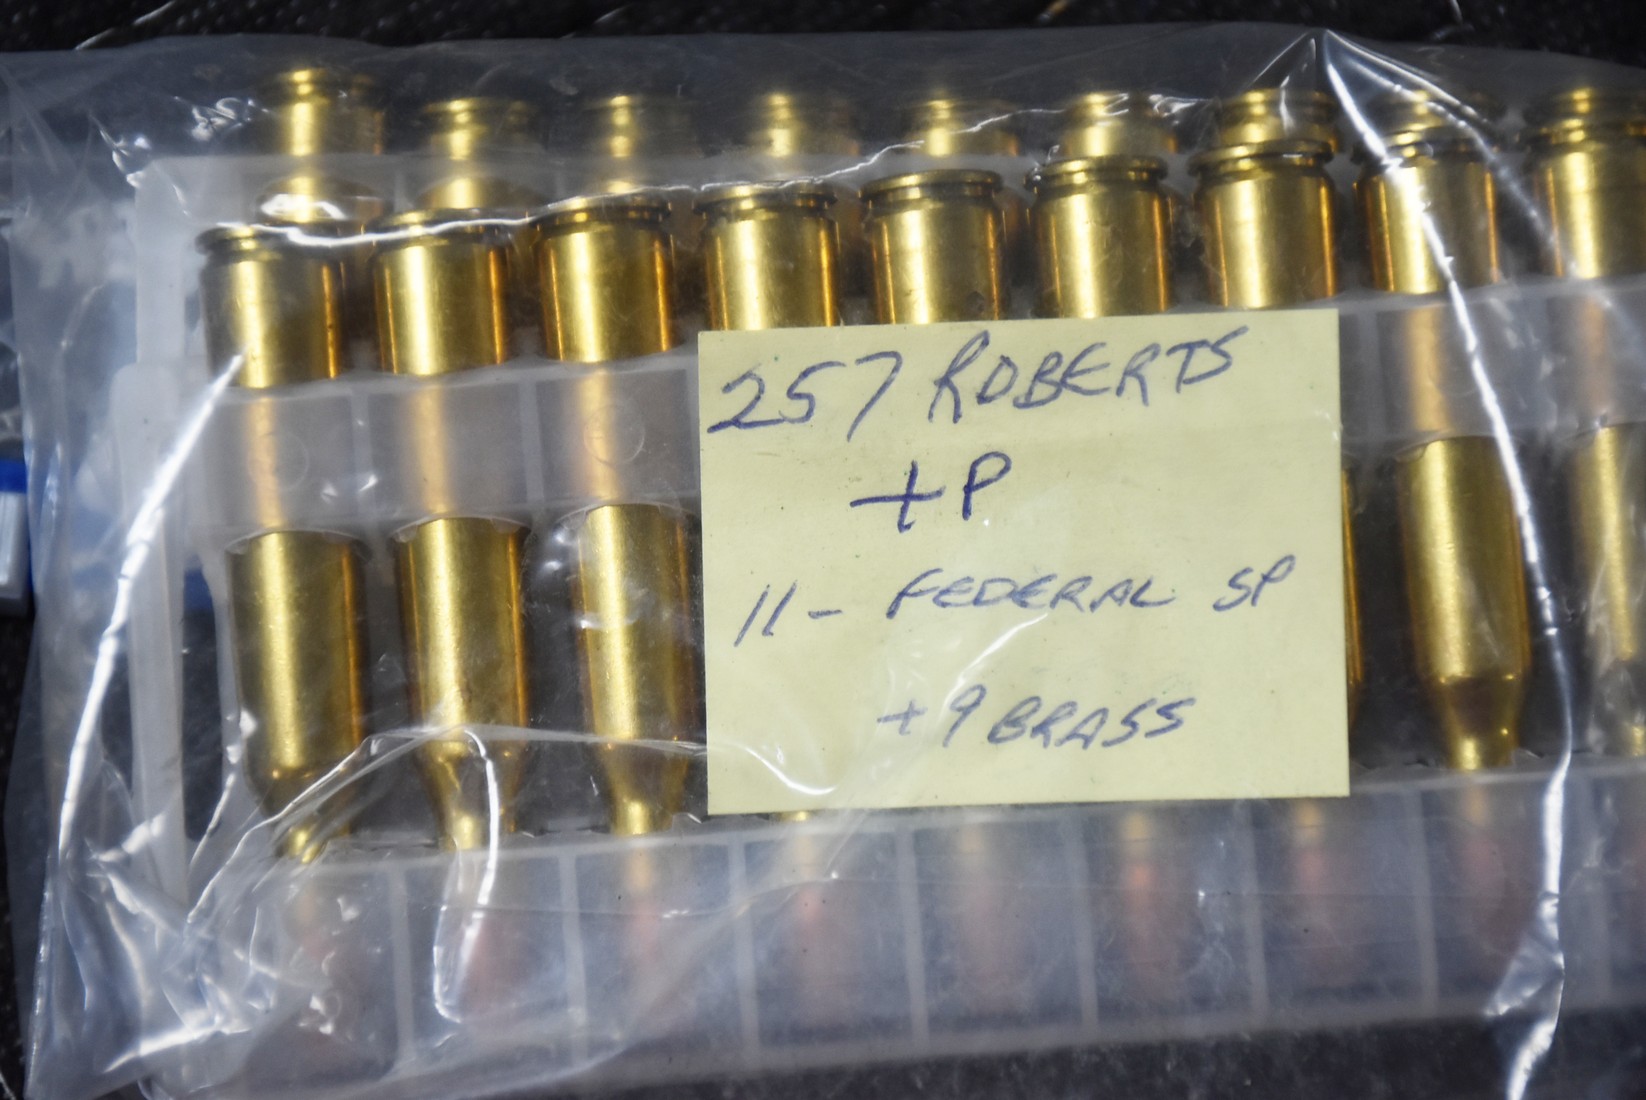 257 ROBERTS
+P
11- FEDERAL SP
+9 BRASS